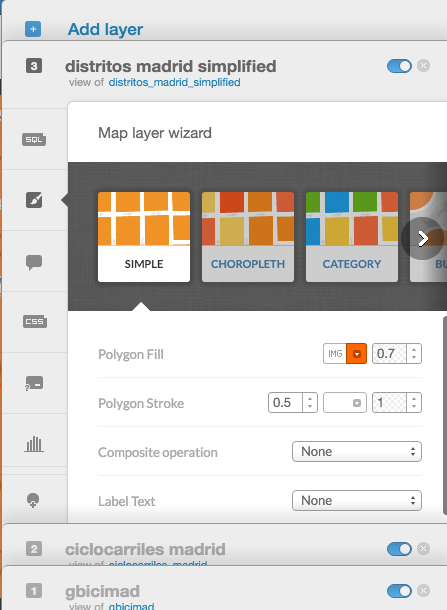 Add layer
3
distritos madrid simplified
view of distritos_madrid_simplified
SQL
Map layer wizard
SIMPLE
CHOROPLETH
CATEGORY
CSS
Polygon Fill
IMG
0.7
Polygon Stroke
0.5
1
Composite operation
None
Label Text
None
2
ciclocarriles madrid
view of ciclocarriles_madrid
1
gbicimad
view of gbicimad